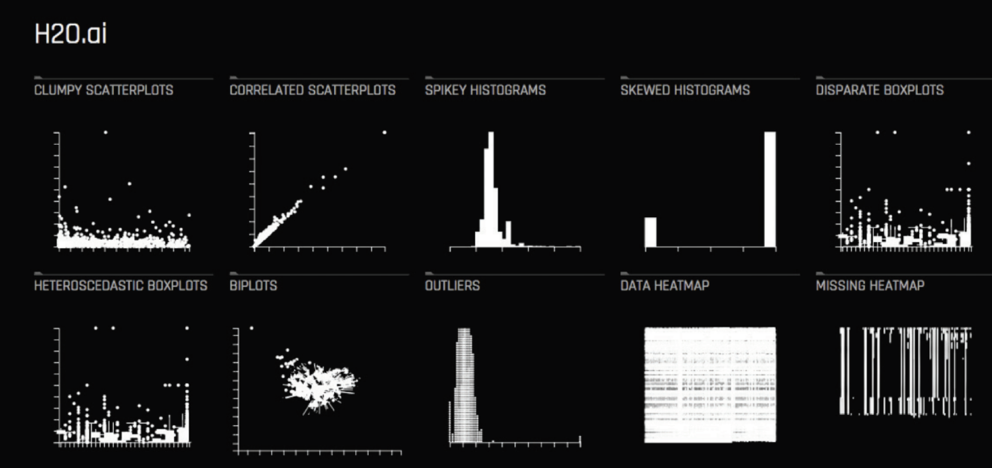 H2O.ai
CLUMPY SCATTERPLOTS
CORRELATED SCATTERPLOTS
SPIKEY HISTOGRAMS
SKEWED HISTOGRAMS
DISPARATE BOXPLOTS
HETEROSCEDASTIC BOXPLOTS
BIPLOTS
OUTLIERS
DATA HEATMAP
MISSING HEATMAP